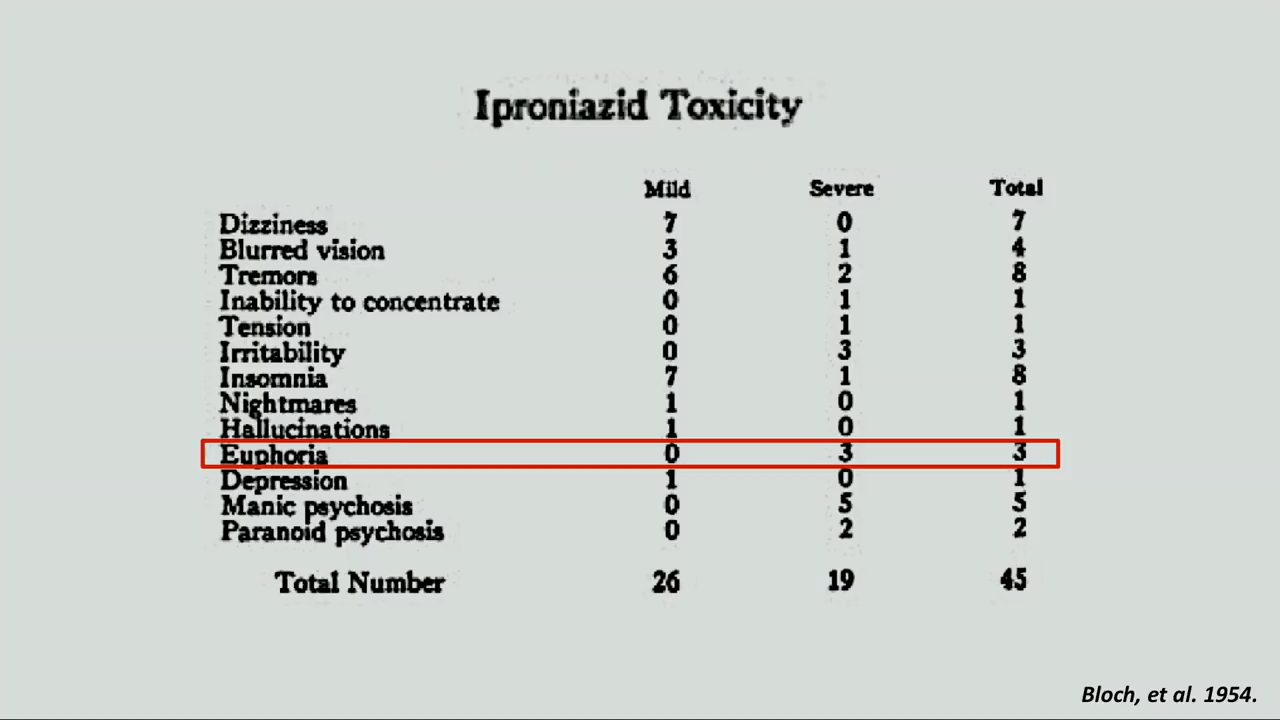 Iproniazid Toxicity
Mild Severe Total
Dizziness 7 0 7
Blurred vision 3 1 4
Tremors 6 2 8
Inability to concentrate 0 1 1
Tension 0 1 1
Irritability 0 3 3
Insomnia 7 1 8
Nightmares 1 0 1
Hallucinations 1 0 1
Euphoria 0 3 3
Depression 1 0 1
Manic psychosis 0 5 5
Paranoid psychosis 0 2 2
Total Number 26 19 45
Bloch, et al. 1954.